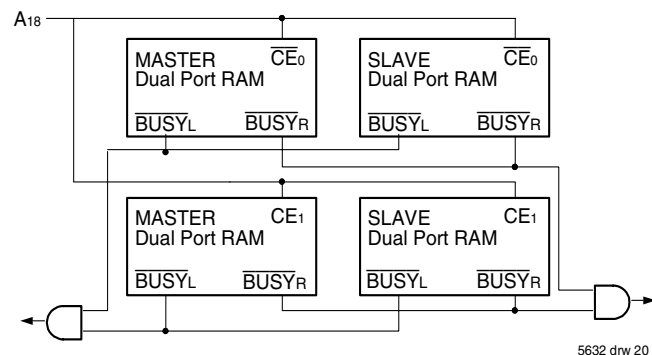 A18
MASTER CE0
Dual Port RAM
BUSYL BUSYR
SLAVE CE0
Dual Port RAM
BUSYL BUSYR
MASTER CE1
Dual Port RAM
BUSYL BUSYR
SLAVE CE1
Dual Port RAM
BUSYL BUSYR
5632 drw 20